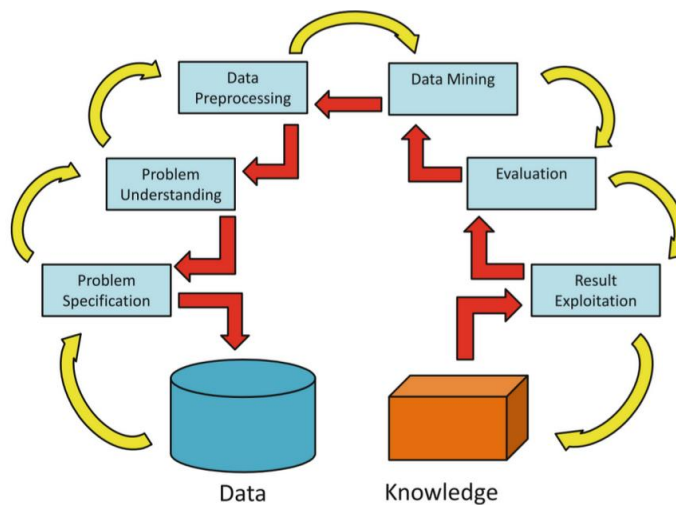 Data
Preprocessing
Data Mining
Problem
Understanding
Evaluation
Problem
Specification
Result
Exploitation
Data
Knowledge